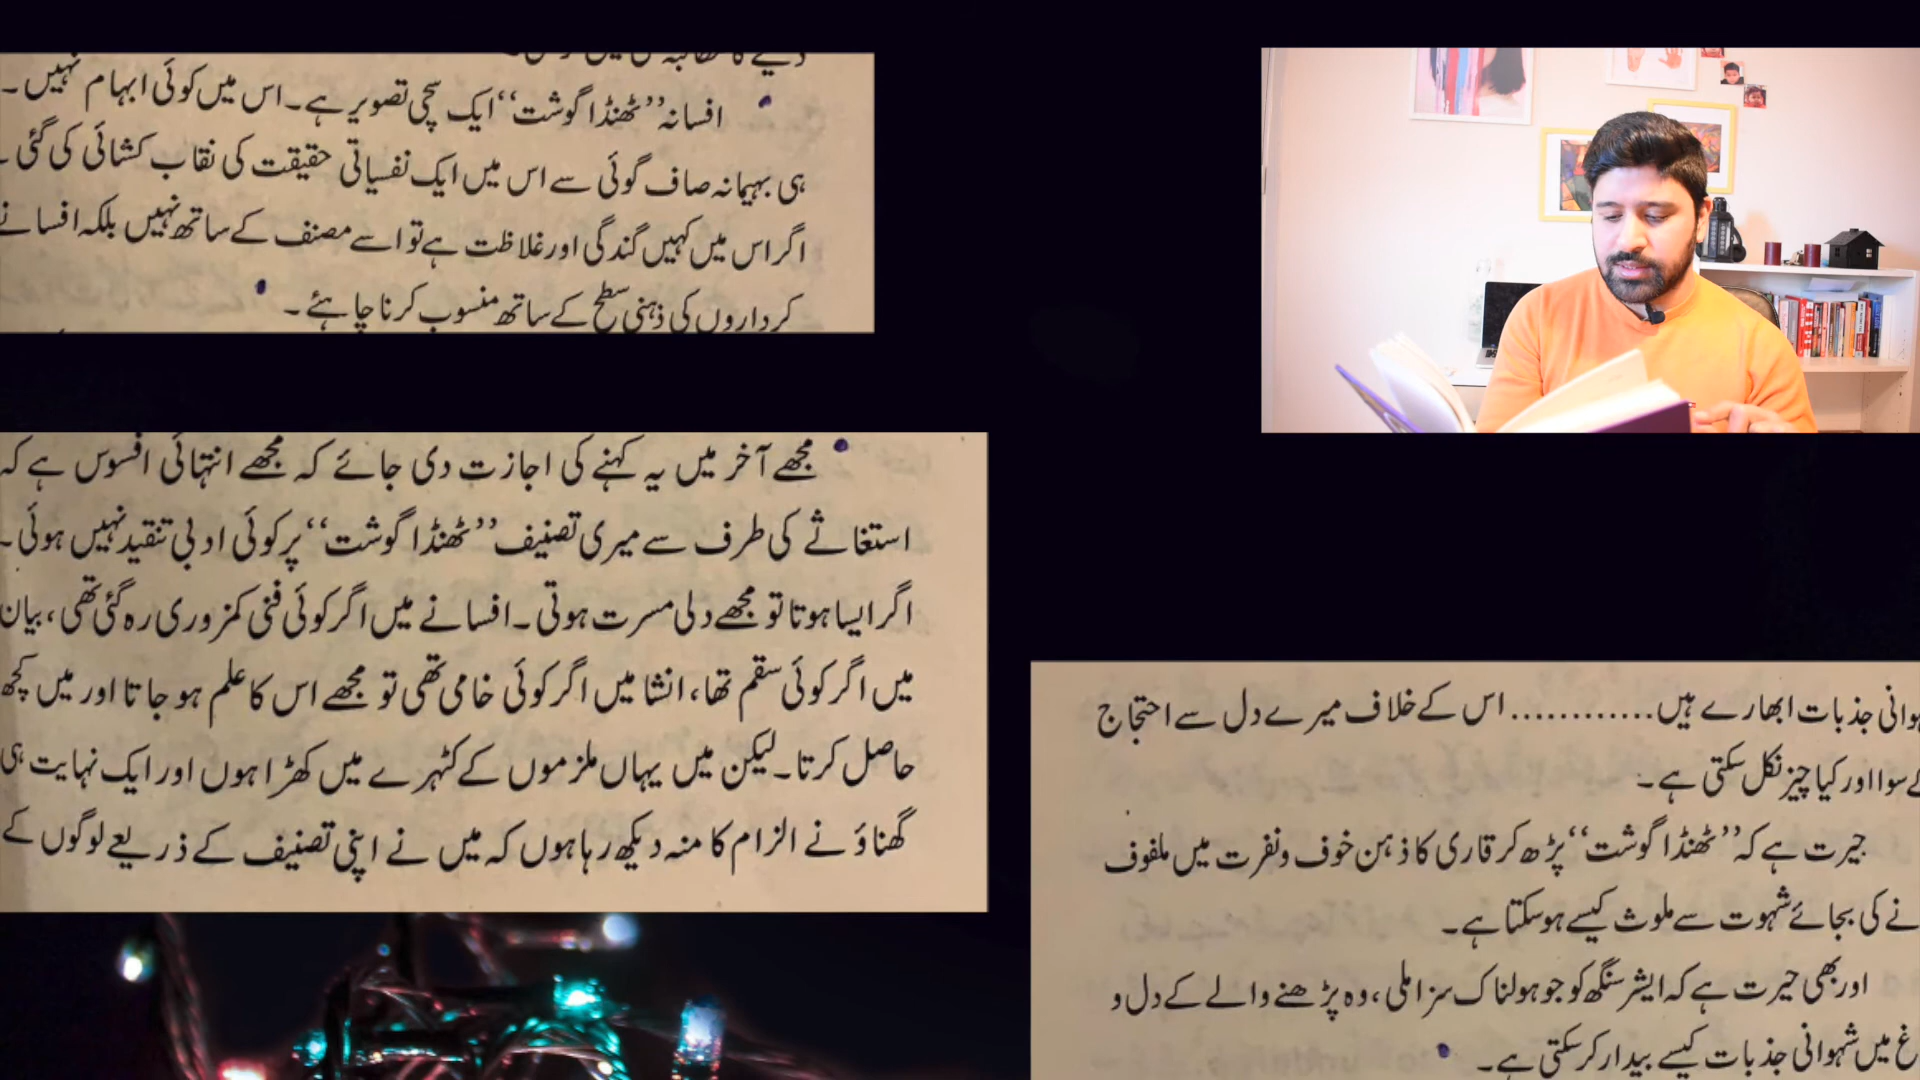 افسانہ ”ٹھنڈا گوشت“ ایک سچی تصویر ہے۔ اس میں کوئی ابہام نہیں۔
ہی بہیمانہ صاف گوئی سے اس میں ایک نفسیاتی حقیقت کی نقاب کشائی کی گئی
اگر اس میں کہیں گندگی اور غلاظت ہے تو اسے مصنف کے ساتھ نہیں بلکہ افسانے
کرداروں کی ذہنی سطح کے ساتھ منسوب کرنا چاہئے۔
مجھے آخر میں یہ کہنے کی اجازت دی جائے کہ مجھے انتہائی افسوس ہے کہ
استغاثے کی طرف سے میری تصنیف ”ٹھنڈا گوشت“ پر کوئی ادبی تنقید نہیں ہوئی۔
اگر ایسا ہوتا تو مجھے دلی مسرت ہوتی۔ افسانے میں اگر کوئی فنی کمزوری رہ گئی تھی، بیان
میں اگر کوئی سقم تھا، انشا میں اگر کوئی خامی تھی تو مجھے اس کا علم ہو جاتا اور میں کچھ
حاصل کرتا۔ لیکن میں یہاں ملزموں کے کٹہرے میں کھڑا ہوں اور ایک نہایت ہی
گھناؤنے الزام کا منہ دیکھ رہا ہوں کہ میں نے اپنی تصنیف کے ذریعے لوگوں کے
جذبات ابھارے ہیں............ اس کے خلاف میرے دل سے احتجاج
سوا اور کیا چیز نکل سکتی ہے۔
حیرت ہے کہ ”ٹھنڈا گوشت“ پڑھ کر قاری کا ذہن خوف و نفرت میں ملفوف
نے کی بجائے شہوت سے ملوث کیسے ہو سکتا ہے۔
اور بھی حیرت ہے کہ ایشر سنگھ کو جو ہولناک سزا ملی، وہ پڑھنے والے کے دل و
میں شہوانی جذبات کیسے بیدار کر سکتی ہے۔